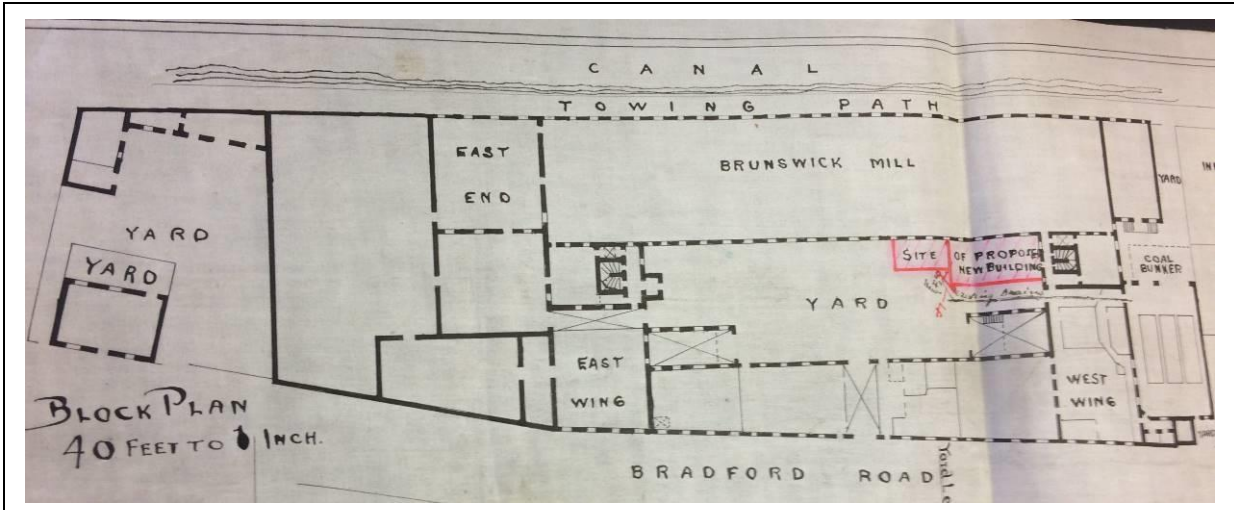 CANAL
TOWING PATH
EAST
END
BRUNSWICK MILL
YARD
YARD
YARD
SITE OF PROPOSED
NEW BUILDING
COAL
BUNKER
YARD
EAST
WING
WEST
WING
BLOCK PLAN
40 FEET TO 1 INCH.
BRADFORD ROAD